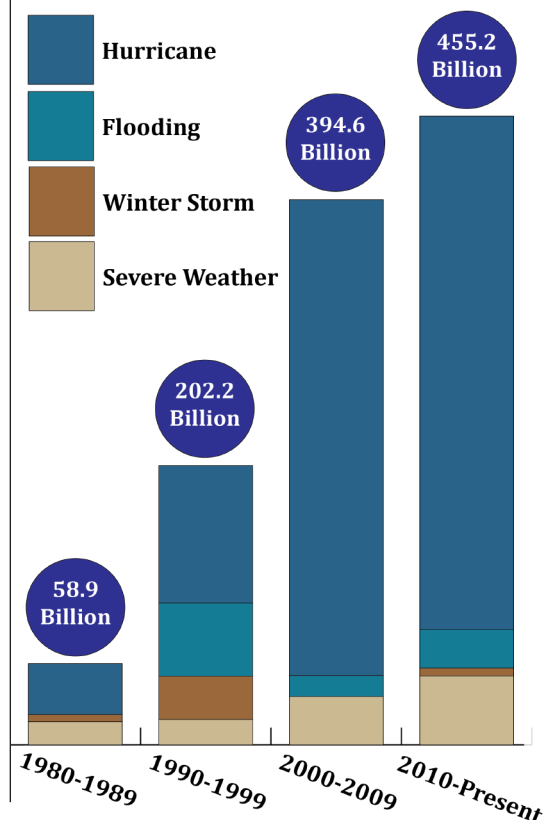 Hurricane
Flooding
Winter Storm
Severe Weather
58.9
Billion
202.2
Billion
394.6
Billion
455.2
Billion
1980-1989
1990-1999
2000-2009
2010-Present